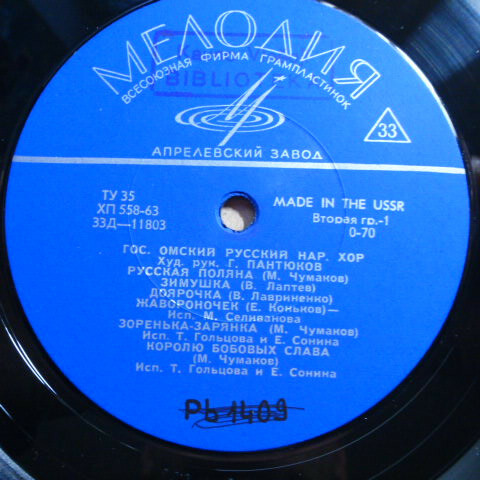 МЕЛОДИЯ
ВСЕСОЮЗНАЯ ФИРМА ГРАМПЛАСТИНОК
BIBLIOTEK
33
АПРЕЛЕВСКИЙ ЗАВОД
ТУ 35
ХП 558-63
33Д—11803
MADE IN THE USSR
Вторая гр.-1
0-70
ГОС. ОМСКИЙ РУССКИЙ НАР. ХОР
Худ. рук. Г. ПАНТЮКОВ
РУССКАЯ ПОЛЯНА (М. Чумаков)
ЗИМУШКА (В. Лаптев)
ДОЯРОЧКА (В. Лавриненко)
ЖАВОРОНОЧЕК (Е. Коньков)—
Исп. М. Селиванова
ЗОРЕНЬКА-ЗАРЯНКА (М. Чумаков)
Исп. Т. Гольцова и Е. Сонина
КОРОЛЮ БОБОВЫХ СЛАВА
(М. Чумаков)
Исп. Т. Гольцова и Е. Сонина
Pb 1409